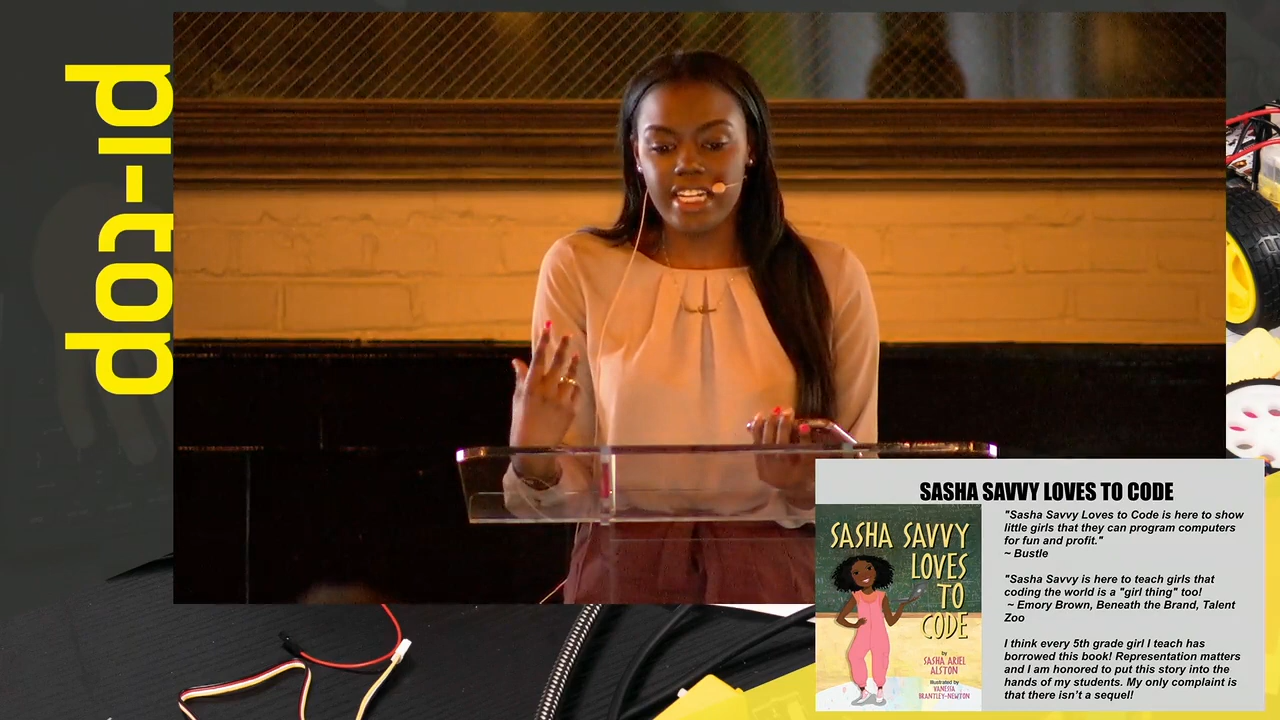 pi-top
SASHA SAVVY LOVES TO CODE
SASHA SAVVY
LOVES
TO
CODE
by
SASHA ARIEL
ALSTON
illustrated by
VANESSA
BRANTLEY-NEWTON
"Sasha Savvy Loves to Code is here to show
little girls that they can program computers
for fun and profit."
~ Bustle
"Sasha Savvy is here to teach girls that
coding the world is a "girl thing" too!
~ Emory Brown, Beneath the Brand, Talent
Zoo
I think every 5th grade girl I teach has
borrowed this book! Representation matters
and I am honored to put this story into the
hands of my students. My only complaint is
that there isn't a sequel!